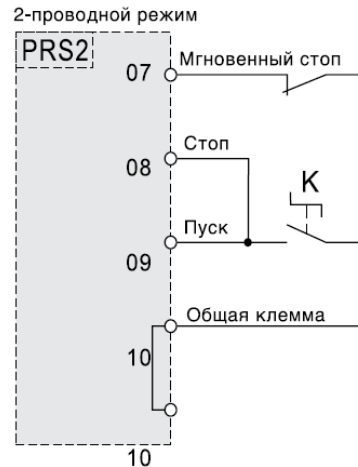 2-проводной режим
PRS2
07
Мгновенный стоп
08
Стоп
K
Пуск
09
Общая клемма
10
10